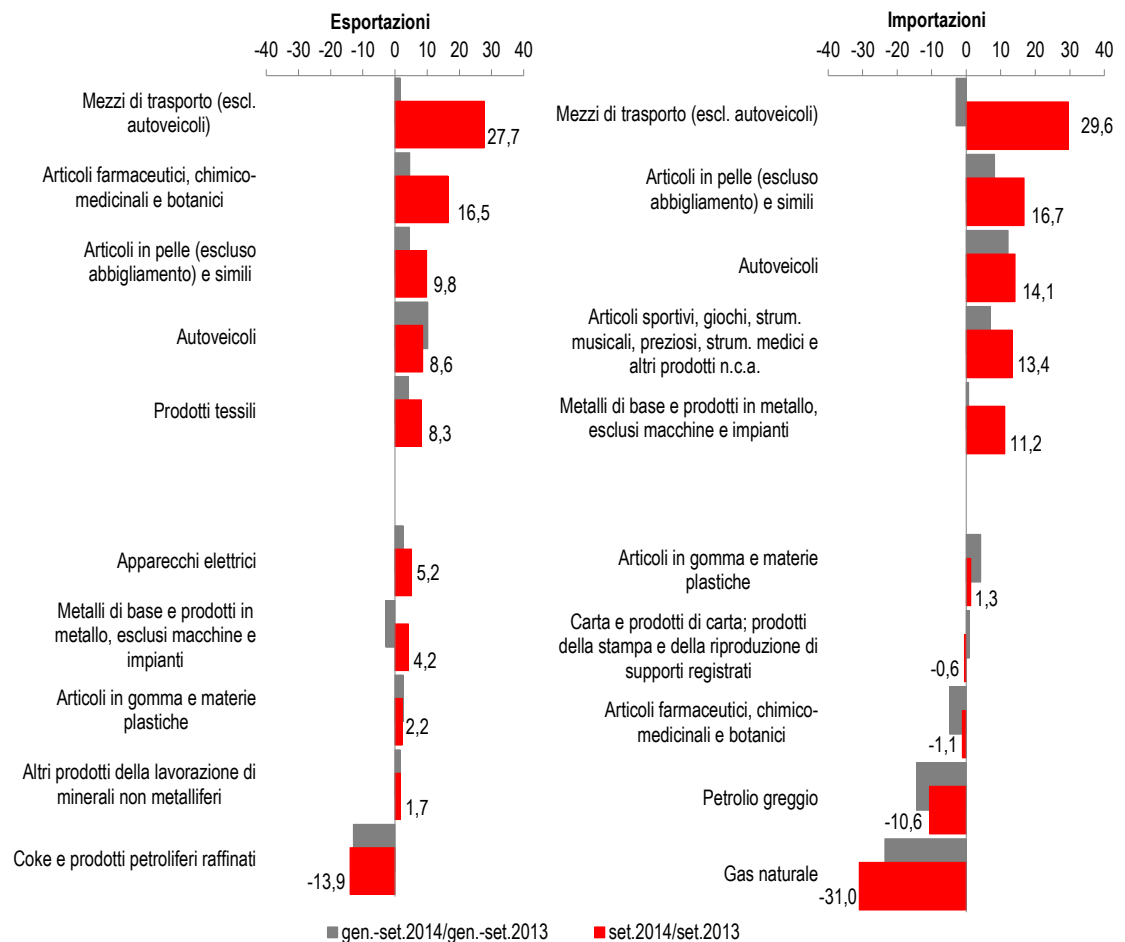 Esportazioni
-40 -30 -20 -10 0 10 20 30 40
Mezzi di trasporto (escl.
autoveicoli)
27,7
Articoli farmaceutici, chimico-
medicinali e botanici
16,5
Articoli in pelle (escluso
abbigliamento) e simili
9,8
Autoveicoli
8,6
Prodotti tessili
8,3
Apparecchi elettrici
5,2
Metalli di base e prodotti in
metallo, esclusi macchine e
impianti
4,2
Articoli in gomma e materie
plastiche
2,2
Altri prodotti della lavorazione di
minerali non metalliferi
1,7
Coke e prodotti petroliferi raffinati
-13,9
Importazioni
-40 -30 -20 -10 0 10 20 30 40
Mezzi di trasporto (escl. autoveicoli)
29,6
Articoli in pelle (escluso
abbigliamento) e simili
16,7
Autoveicoli
14,1
Articoli sportivi, giochi, strum.
musicali, preziosi, strum. medici e
altri prodotti n.c.a.
13,4
Metalli di base e prodotti in metallo,
esclusi macchine e impianti
11,2
Articoli in gomma e materie
plastiche
1,3
Carta e prodotti di carta; prodotti
della stampa e della riproduzione di
supporti registrati
-0,6
Articoli farmaceutici, chimico-
medicinali e botanici
-1,1
Petrolio greggio
-10,6
Gas naturale
-31,0
gen.-set.2014/gen.-set.2013
set.2014/set.2013